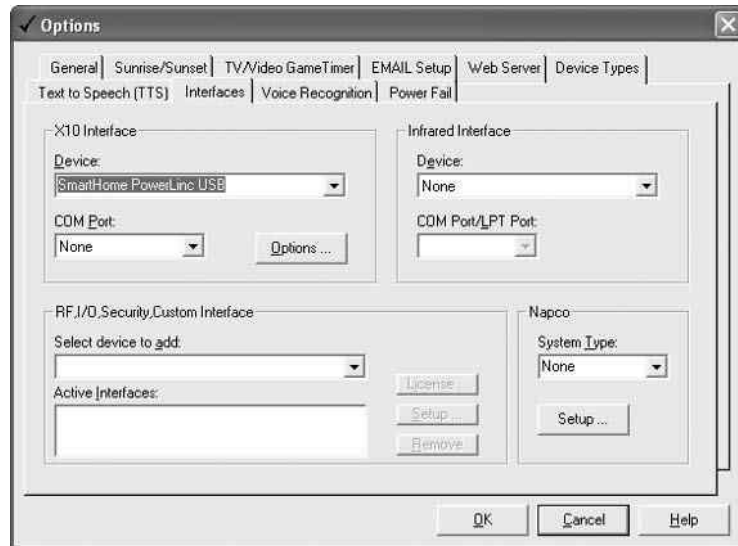 Options
General Sunrise/Sunset TV/Video GameTimer EMAIL Setup Web Server Device Types
Text to Speech (TTS) Interfaces Voice Recognition Power Fail
X10 Interface
Device:
SmartHome PowerLinc USB
COM Port:
None
Options ...
Infrared Interface
Device:
None
COM Port/LPT Port:
RF,I/O,Security,Custom Interface
Select device to add:
Active Interfaces:
License...
Setup ...
Remove
Napco
System Type:
None
Setup ...
OK Cancel Help